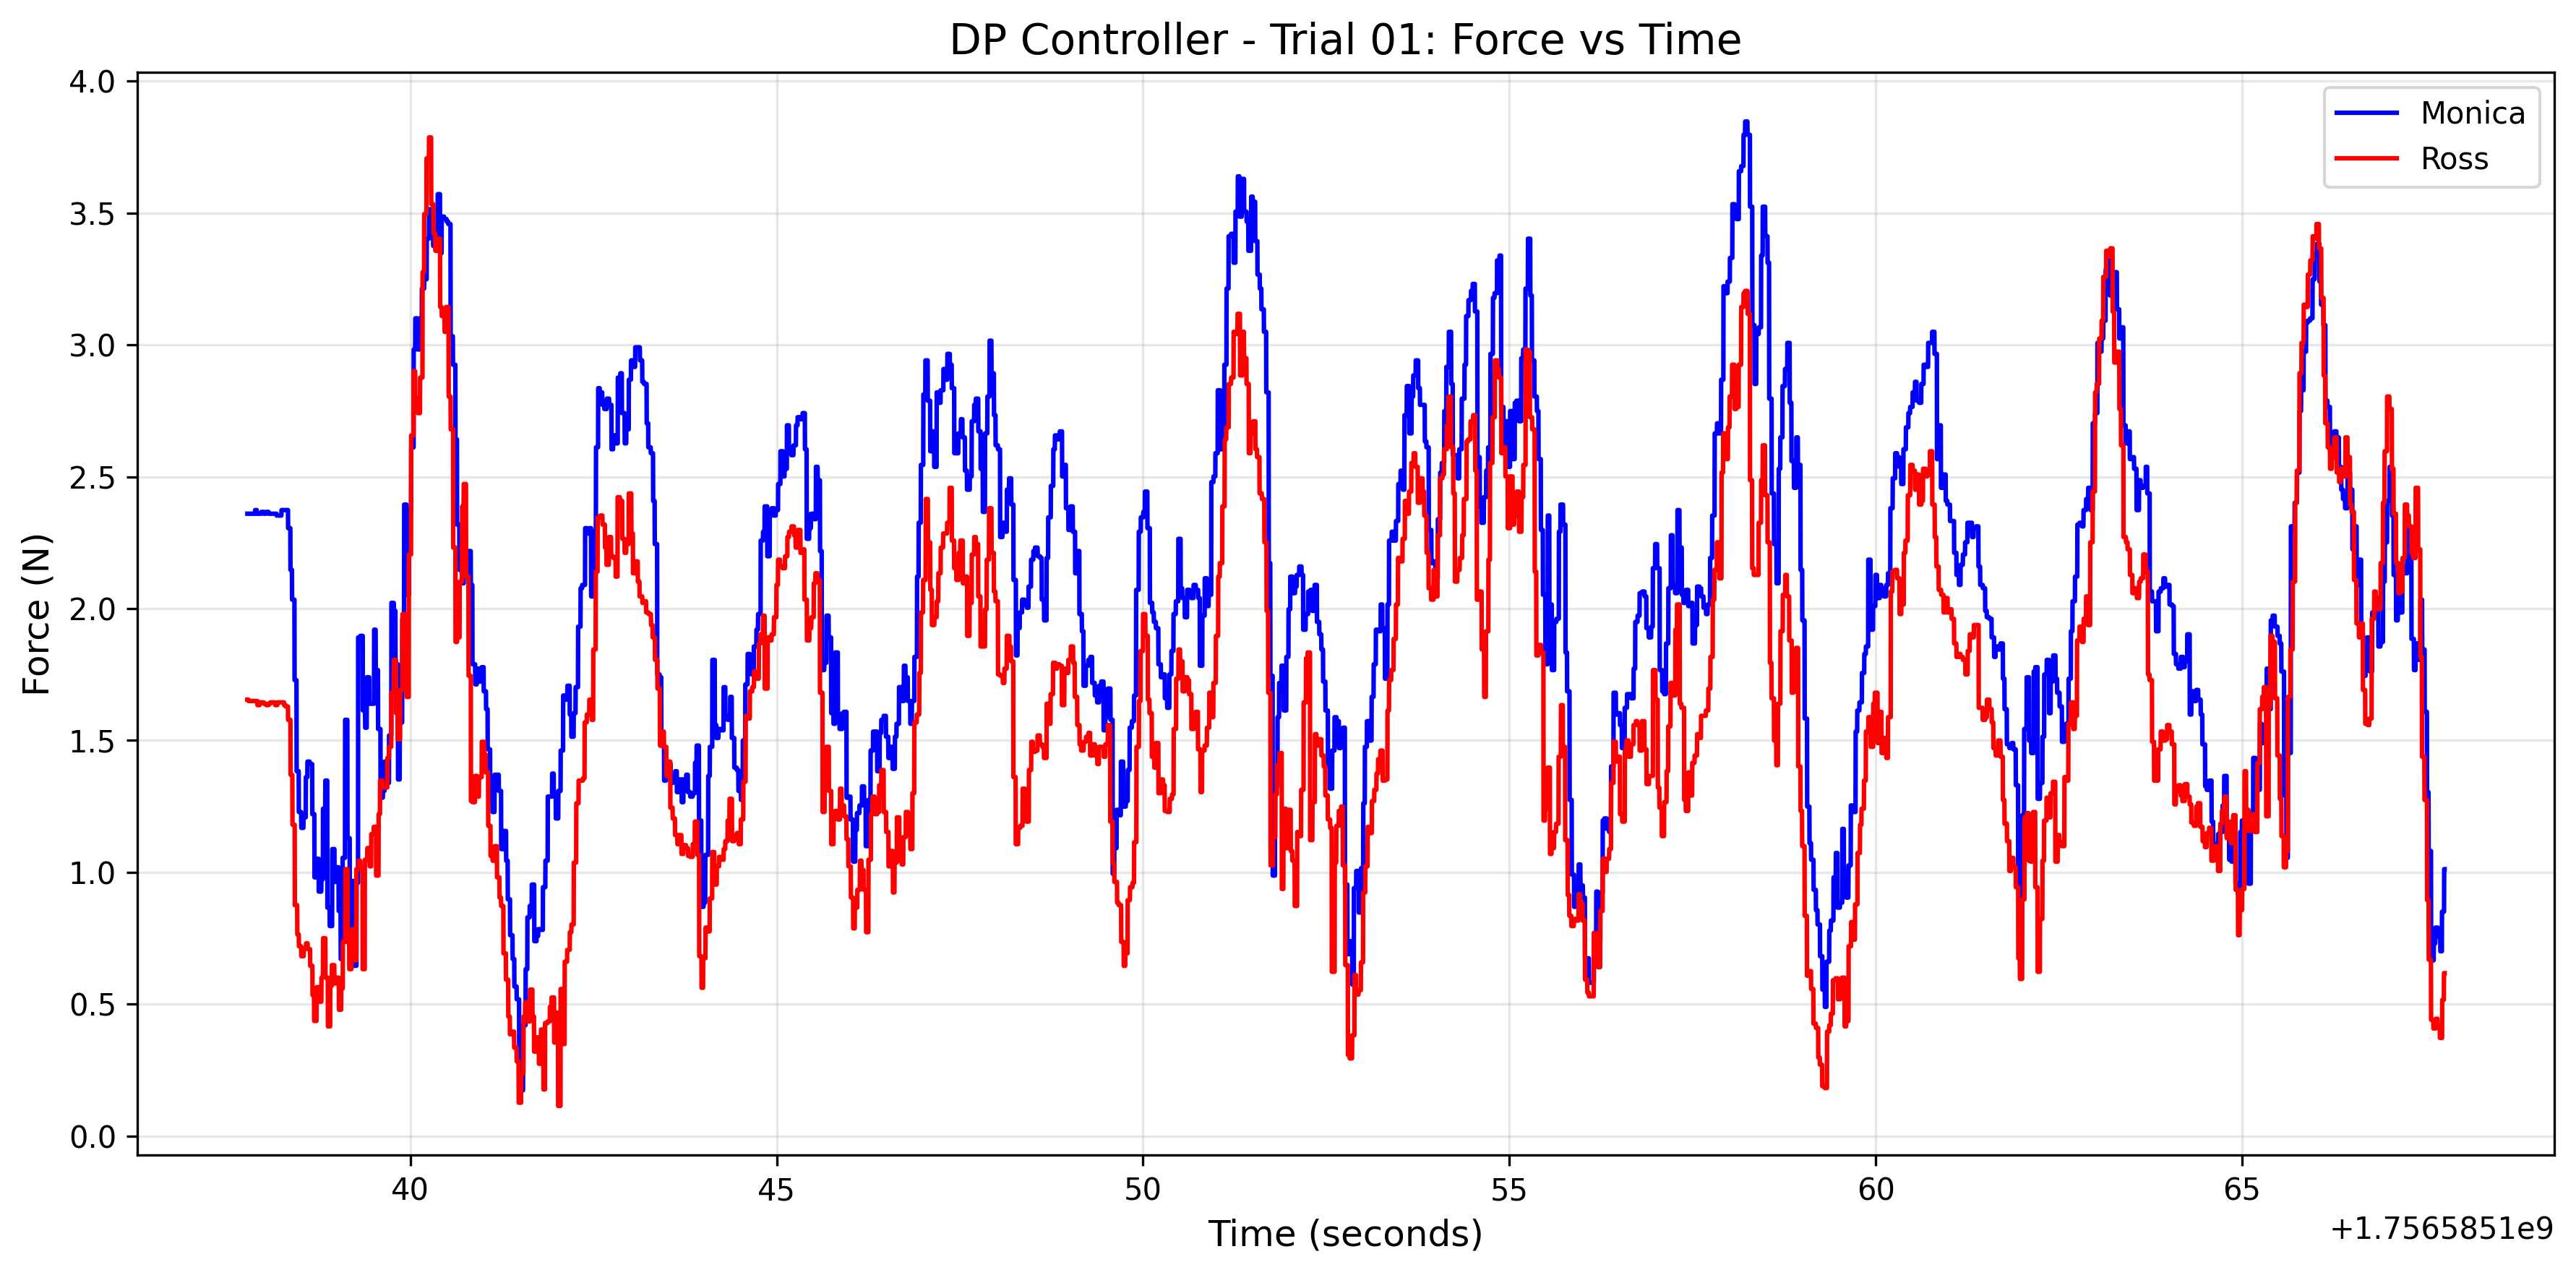 DP Controller - Trial 01: Force vs Time
Monica
Ross
Force (N)
4.0
3.5
3.0
2.5
2.0
1.5
1.0
0.5
0.0
40
45
50
55
60
65
Time (seconds)
+1.7565851e9